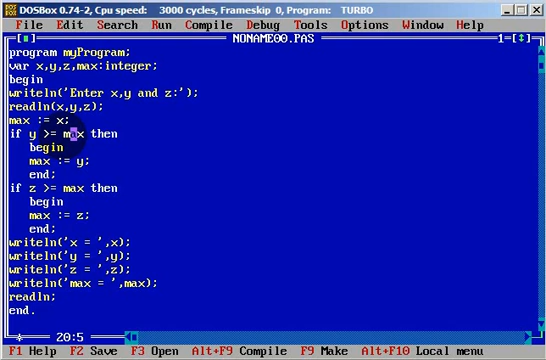 DOSBox 0.74-2, Cpu speed: 3000 cycles, Frameskip 0, Program: TURBO
File Edit Search Run Compile Debug Tools Options Window Help
NONAME00.PAS 1=[↕]
program myProgram;
var x,y,z,max:integer;
begin
writeln('Enter x,y and z:');
readln(x,y,z);
max := x;
if y >= max then
begin
max := y;
end;
if z >= max then
begin
max := z;
end;
writeln('x = ',x);
writeln('y = ',y);
writeln('z = ',z);
writeln('max = ',max);
readln;
end.
20:5
F1 Help F2 Save F3 Open Alt+F9 Compile F9 Make Alt+F10 Local menu